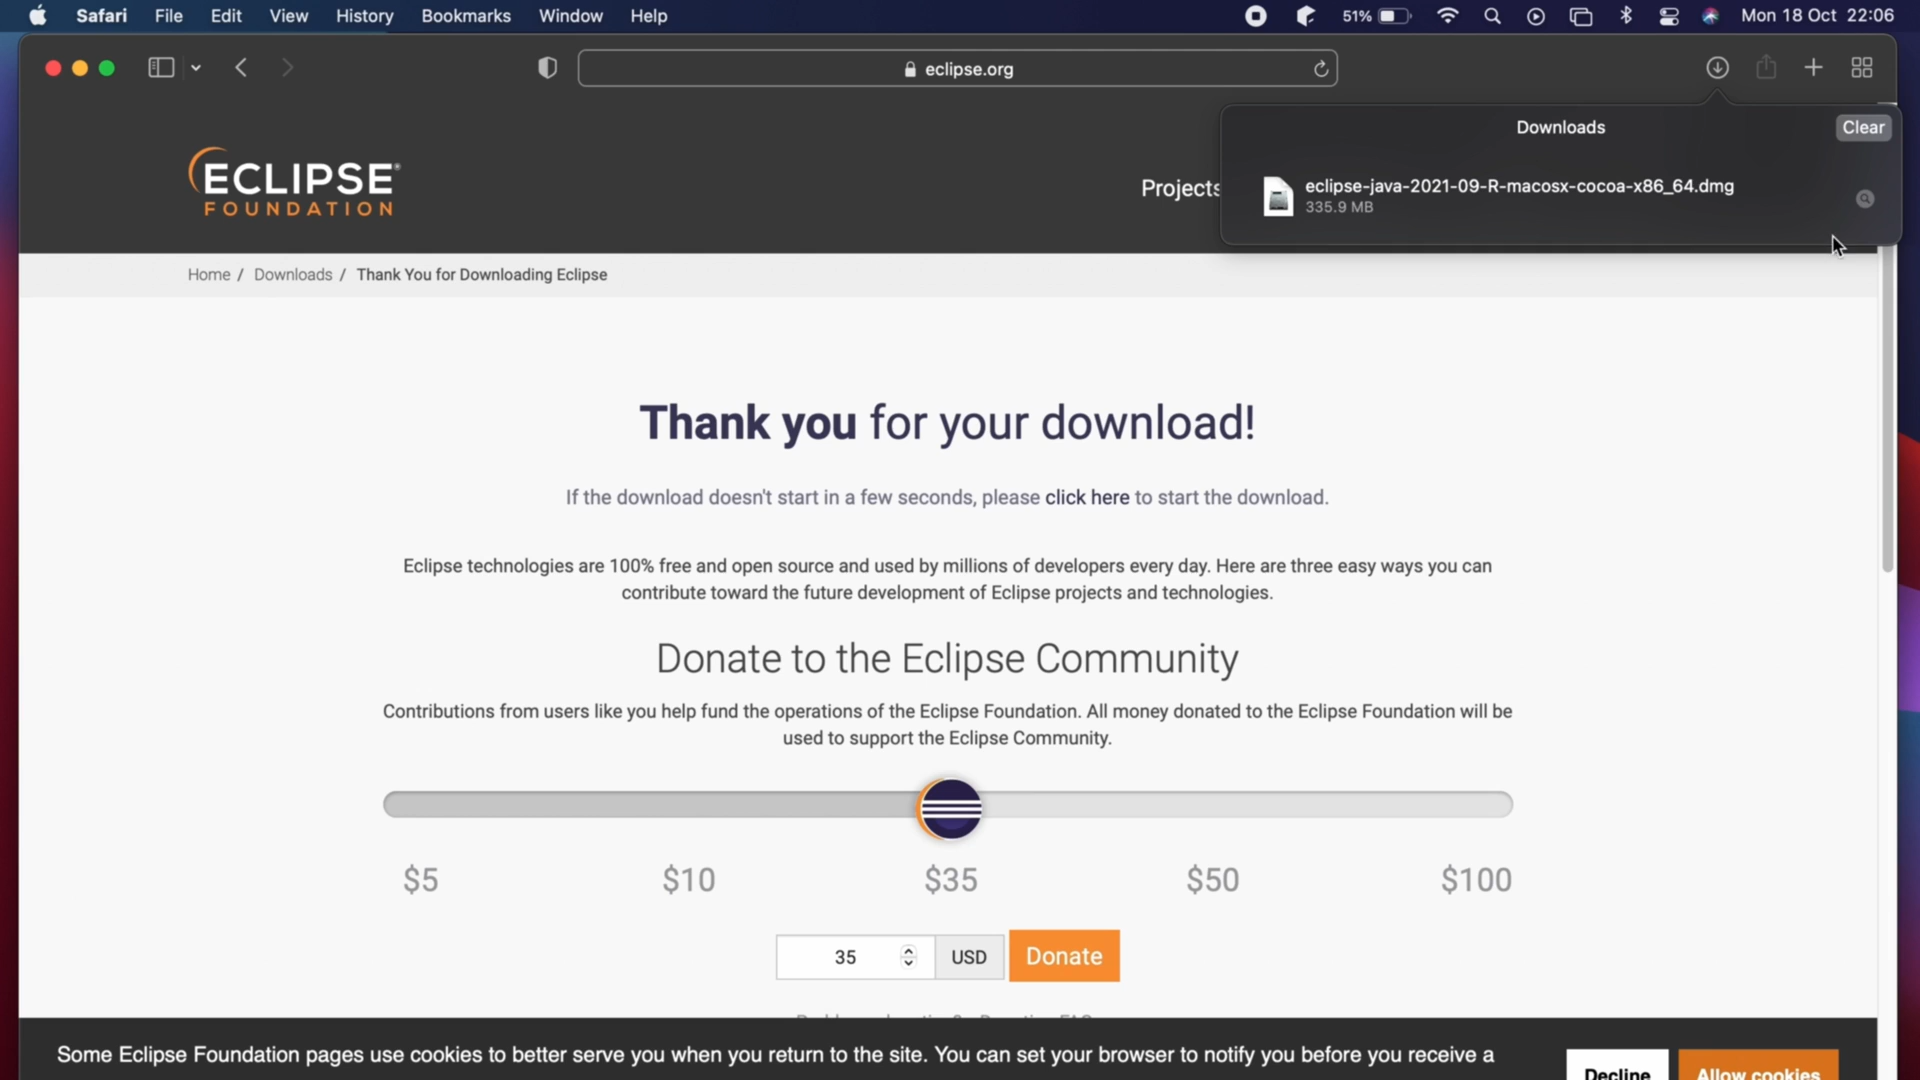 Safari File Edit View History Bookmarks Window Help 51% Mon 18 Oct 22:06
eclipse.org
Downloads Clear
eclipse-java-2021-09-R-macosx-cocoa-x86_64.dmg
335.9 MB
ECLIPSE®
FOUNDATION
Projects
Home / Downloads / Thank You for Downloading Eclipse
Thank you for your download!
If the download doesn't start in a few seconds, please click here to start the download.
Eclipse technologies are 100% free and open source and used by millions of developers every day. Here are three easy ways you can
contribute toward the future development of Eclipse projects and technologies.
Donate to the Eclipse Community
Contributions from users like you help fund the operations of the Eclipse Foundation. All money donated to the Eclipse Foundation will be
used to support the Eclipse Community.
$5 $10 $35 $50 $100
35 USD Donate
Some Eclipse Foundation pages use cookies to better serve you when you return to the site. You can set your browser to notify you before you receive a
Decline Allow cookies